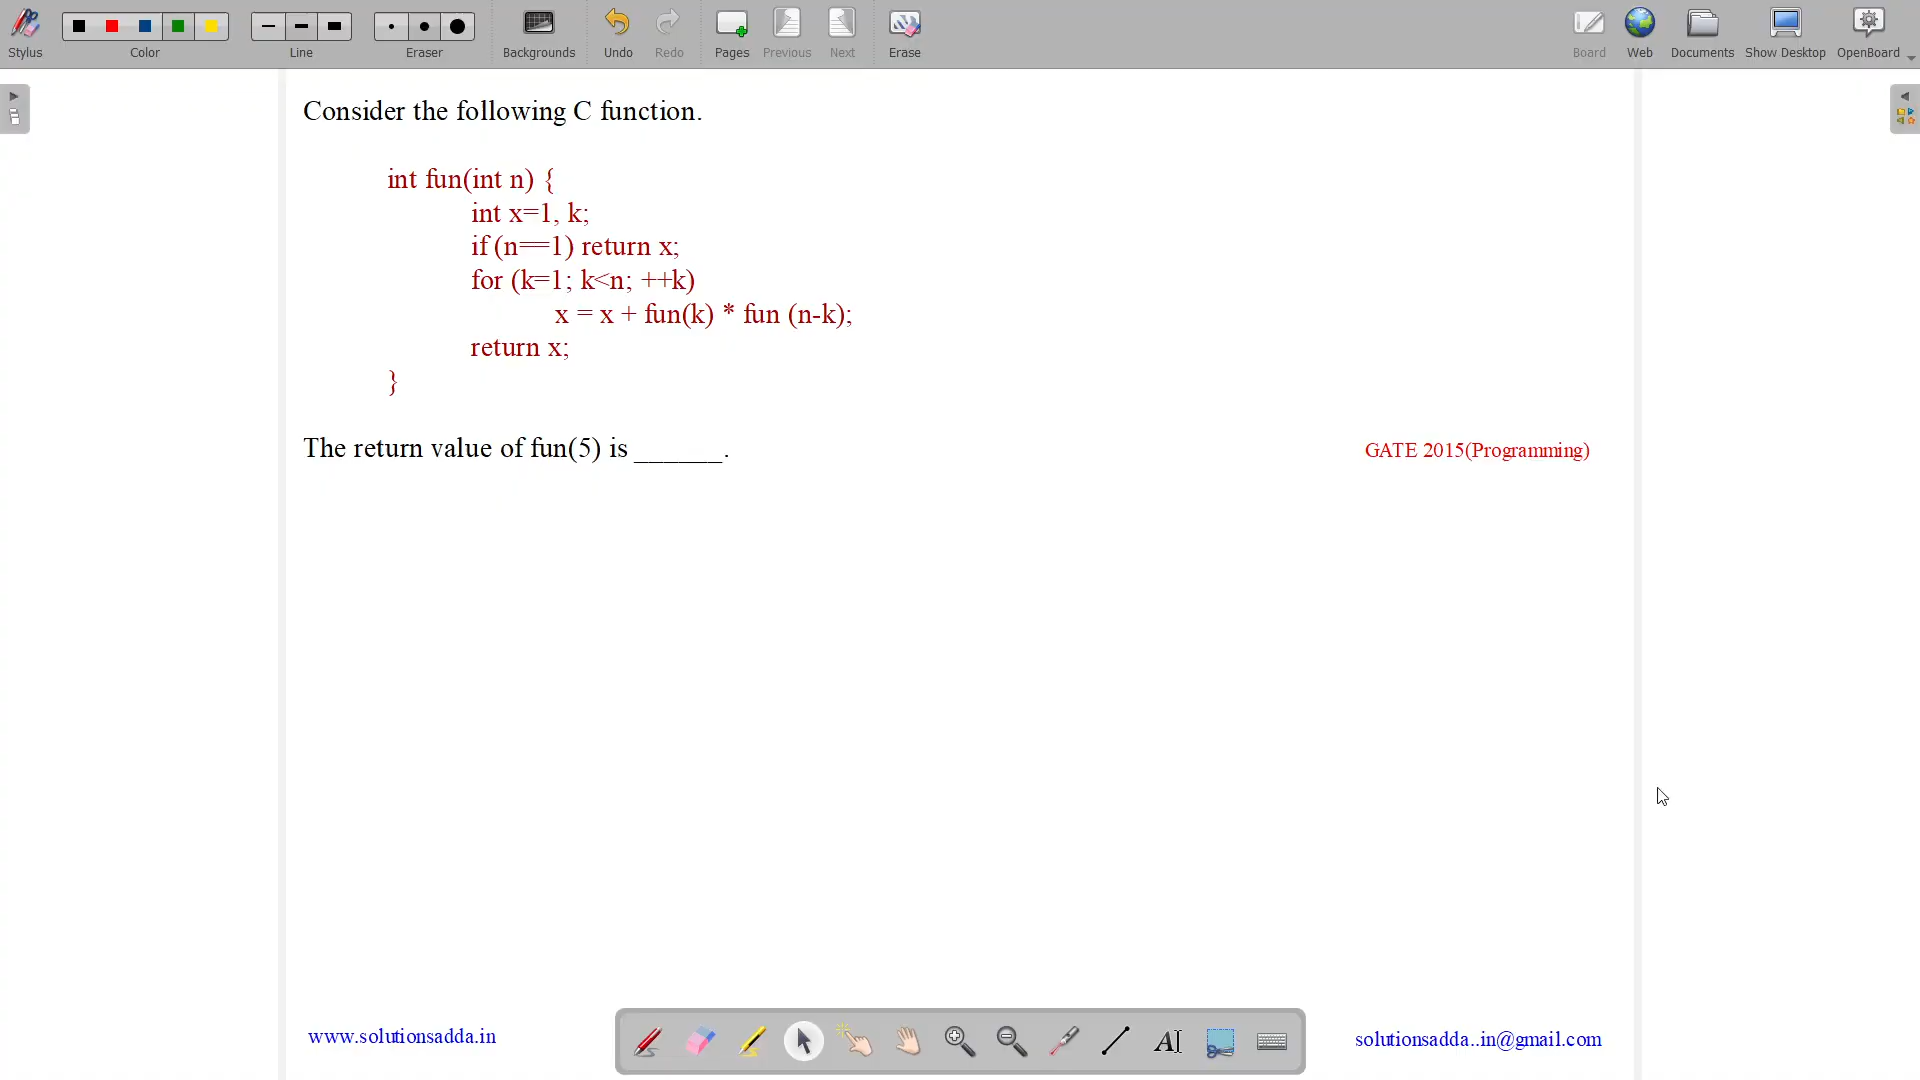 Stylus
Color
Line
Eraser
Backgrounds
Undo
Redo
Pages
Previous
Next
Erase
Board
Web
Documents
Show Desktop
OpenBoard
Consider the following C function.
int fun(int n) {
int x=1, k;
if (n==1) return x;
for (k=1; k<n; ++k)
x = x + fun(k) * fun (n-k);
return x;
}
The return value of fun(5) is ______.
GATE 2015(Programming)
www.solutionsadda.in
AI
solutionsadda..in@gmail.com